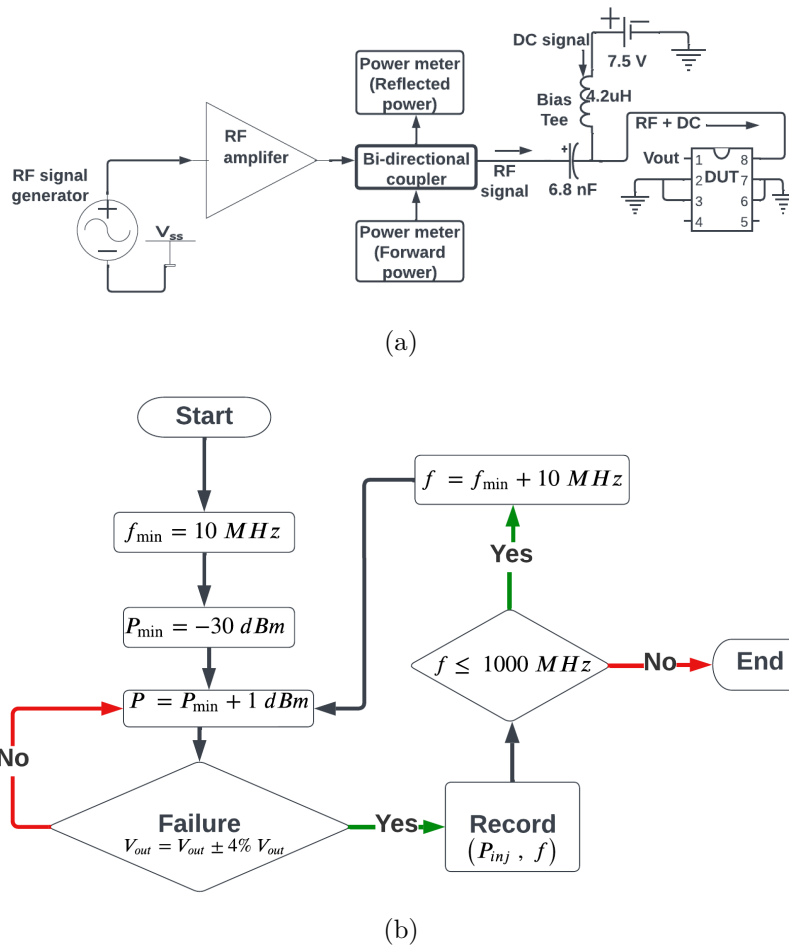 DC signal
+
−
7.5 V
Power meter
(Reflected
power)
Bias
Tee
4.2uH
RF
amplifer
RF + DC
Bi-directional
coupler
RF
signal
+
6.8 nF
Vout
1
8
2
DUT
7
3
6
4
5
RF signal
generator
+
−
Vss
Power meter
(Forward
power)
(a)
Start
f = fmin + 10 MHz
fmin = 10 MHz
Yes
Pmin = −30 dBm
f ≤ 1000 MHz
No
End
P = Pmin + 1 dBm
No
Failure
Vout = Vout ± 4% Vout
Yes
Record
(Pinj , f)
(b)